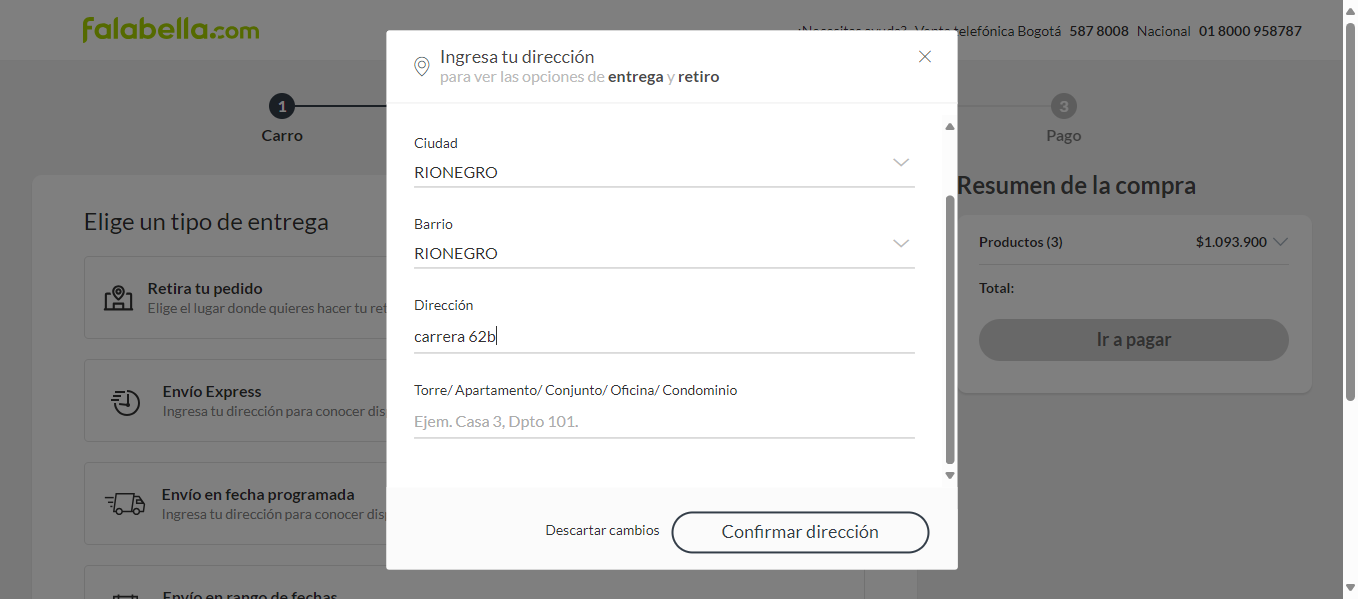 falabella.com
¿Necesitas ayuda? Venta telefónica Bogotá 587 8008 Nacional 01 8000 958787
1
Carro
3
Pago
Elige un tipo de entrega
Retira tu pedido
Elige el lugar donde quieres hacer tu ret
Envío Express
Ingresa tu dirección para conocer dis
Envío en fecha programada
Ingresa tu dirección para conocer dis
Envío en rango de fechas
Ingresa tu dirección
para ver las opciones de entrega y retiro
Ciudad
RIONEGRO
Barrio
RIONEGRO
Dirección
carrera 62b
Torre/ Apartamento/ Conjunto/ Oficina/ Condominio
Ejem. Casa 3, Dpto 101.
Descartar cambios
Confirmar dirección
Resumen de la compra
Productos (3) $1.093.900
Total:
Ir a pagar